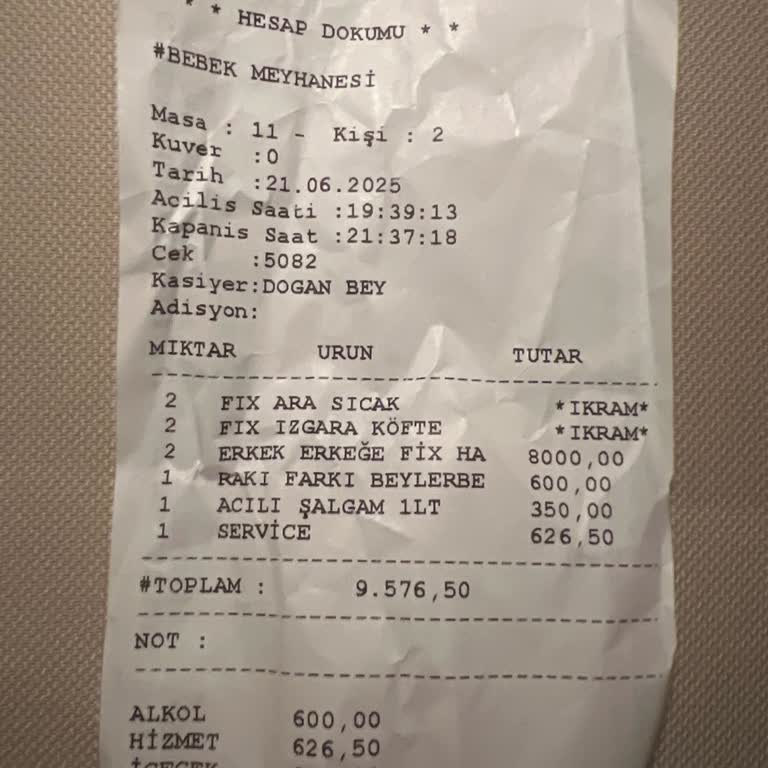 * * HESAP DOKUMU * *
#BEBEK MEYHANESİ
Masa : 11 - Kişi : 2
Kuver :0
Tarih :21.06.2025
Acilis Saati :19:39:13
Kapanis Saat :21:37:18
Cek :5082
Kasiyer:DOGAN BEY
Adisyon:
MIKTAR URUN TUTAR
2 FIX ARA SICAK *IKRAM*
2 FIX IZGARA KÖFTE *IKRAM*
2 ERKEK ERKEĞE FİX HA 8000,00
1 RAKI FARKI BEYLERBE 600,00
1 ACILI ŞALGAM 1LT 350,00
1 SERVİCE 626,50
#TOPLAM : 9.576,50
NOT :
ALKOL 600,00
HİZMET 626,50